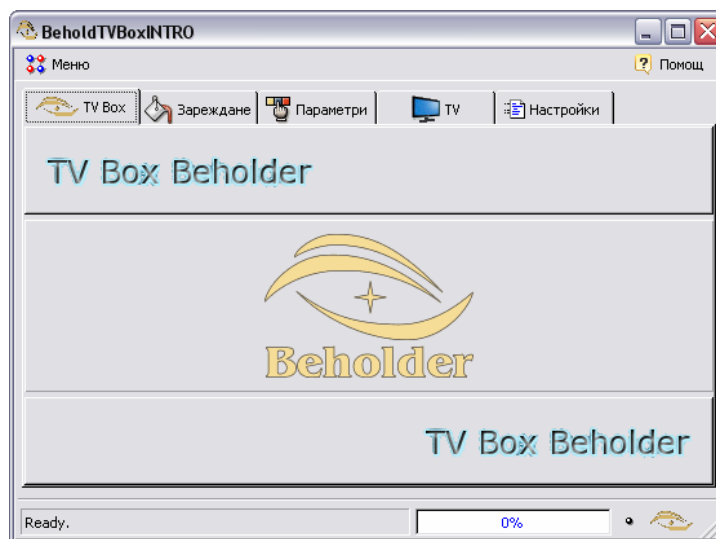 BeholdTVBoxINTRO
Меню Помощ
TV Box Зареждане Параметри TV Настройки
TV Box Beholder
Beholder
TV Box Beholder
Ready. 0%